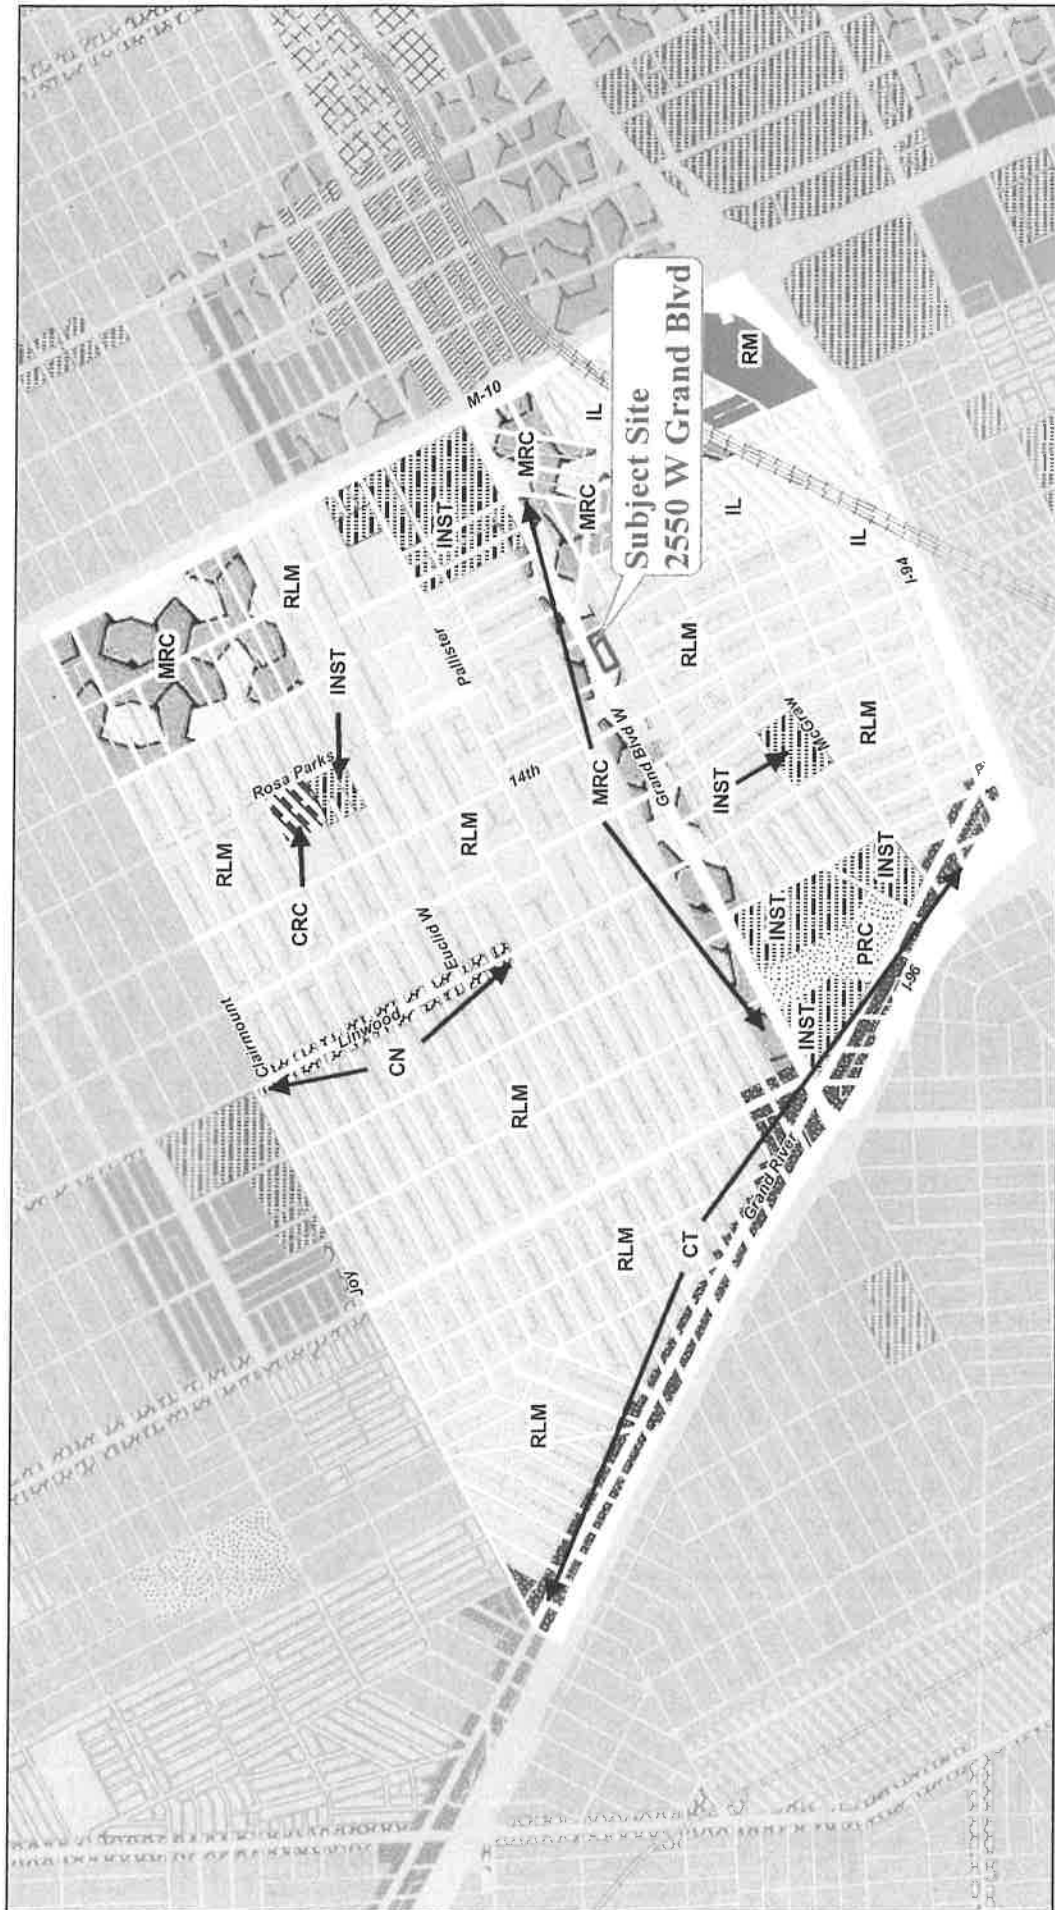 MRC
RLM
Clairmount
Rosa Parks
RLM
CRC
INST
Joy
Linwood
CN
Euclid W
INST
Pallister
RLM
M-10
RLM
14th
MRC
RLM
MRC
IL
MRC
RLM
Grand Blvd W
Subject Site
2550 W Grand Blvd
RLM
CT
INST
IL
RM
Grand River
INST
McGraw
INST
IL
PRC
RLM
INST
I-94
I-96